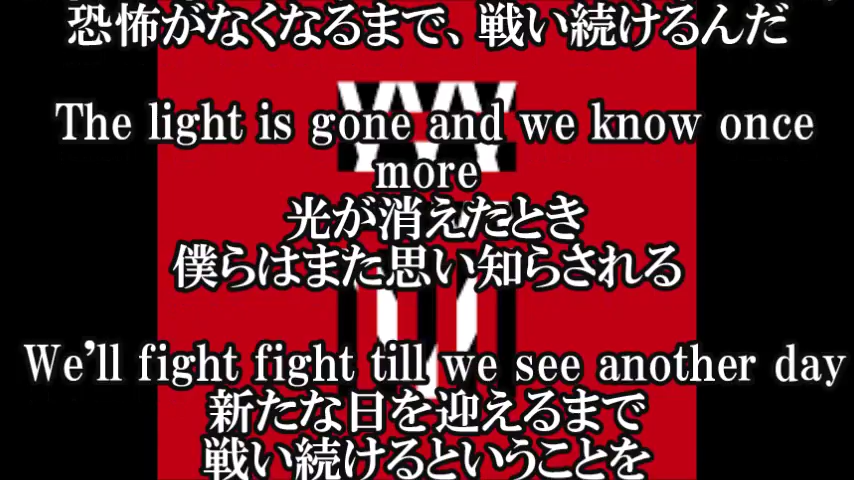 恐怖がなくなるまで、戦い続けるんだ
The light is gone and we know once
more
光が消えたとき
僕らはまた思い知らされる
We'll fight fight till we see another day
新たな日を迎えるまで
戦い続けるということを